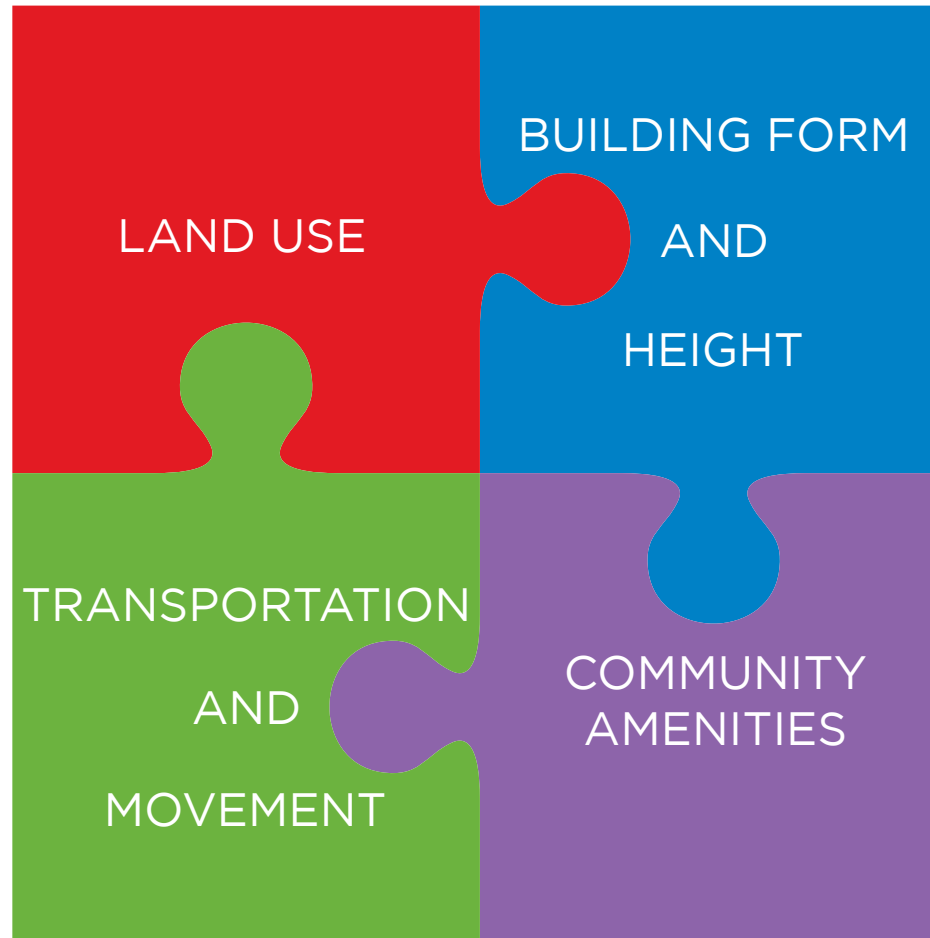 LAND USE
BUILDING FORM
AND
HEIGHT
TRANSPORTATION
AND
MOVEMENT
COMMUNITY
AMENITIES